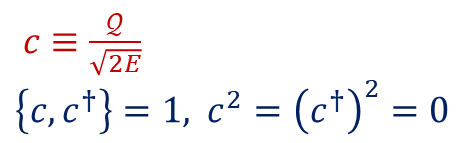 c ≡ 𝒬/√2E
{c, c†} = 1, c² = (c†)² = 0